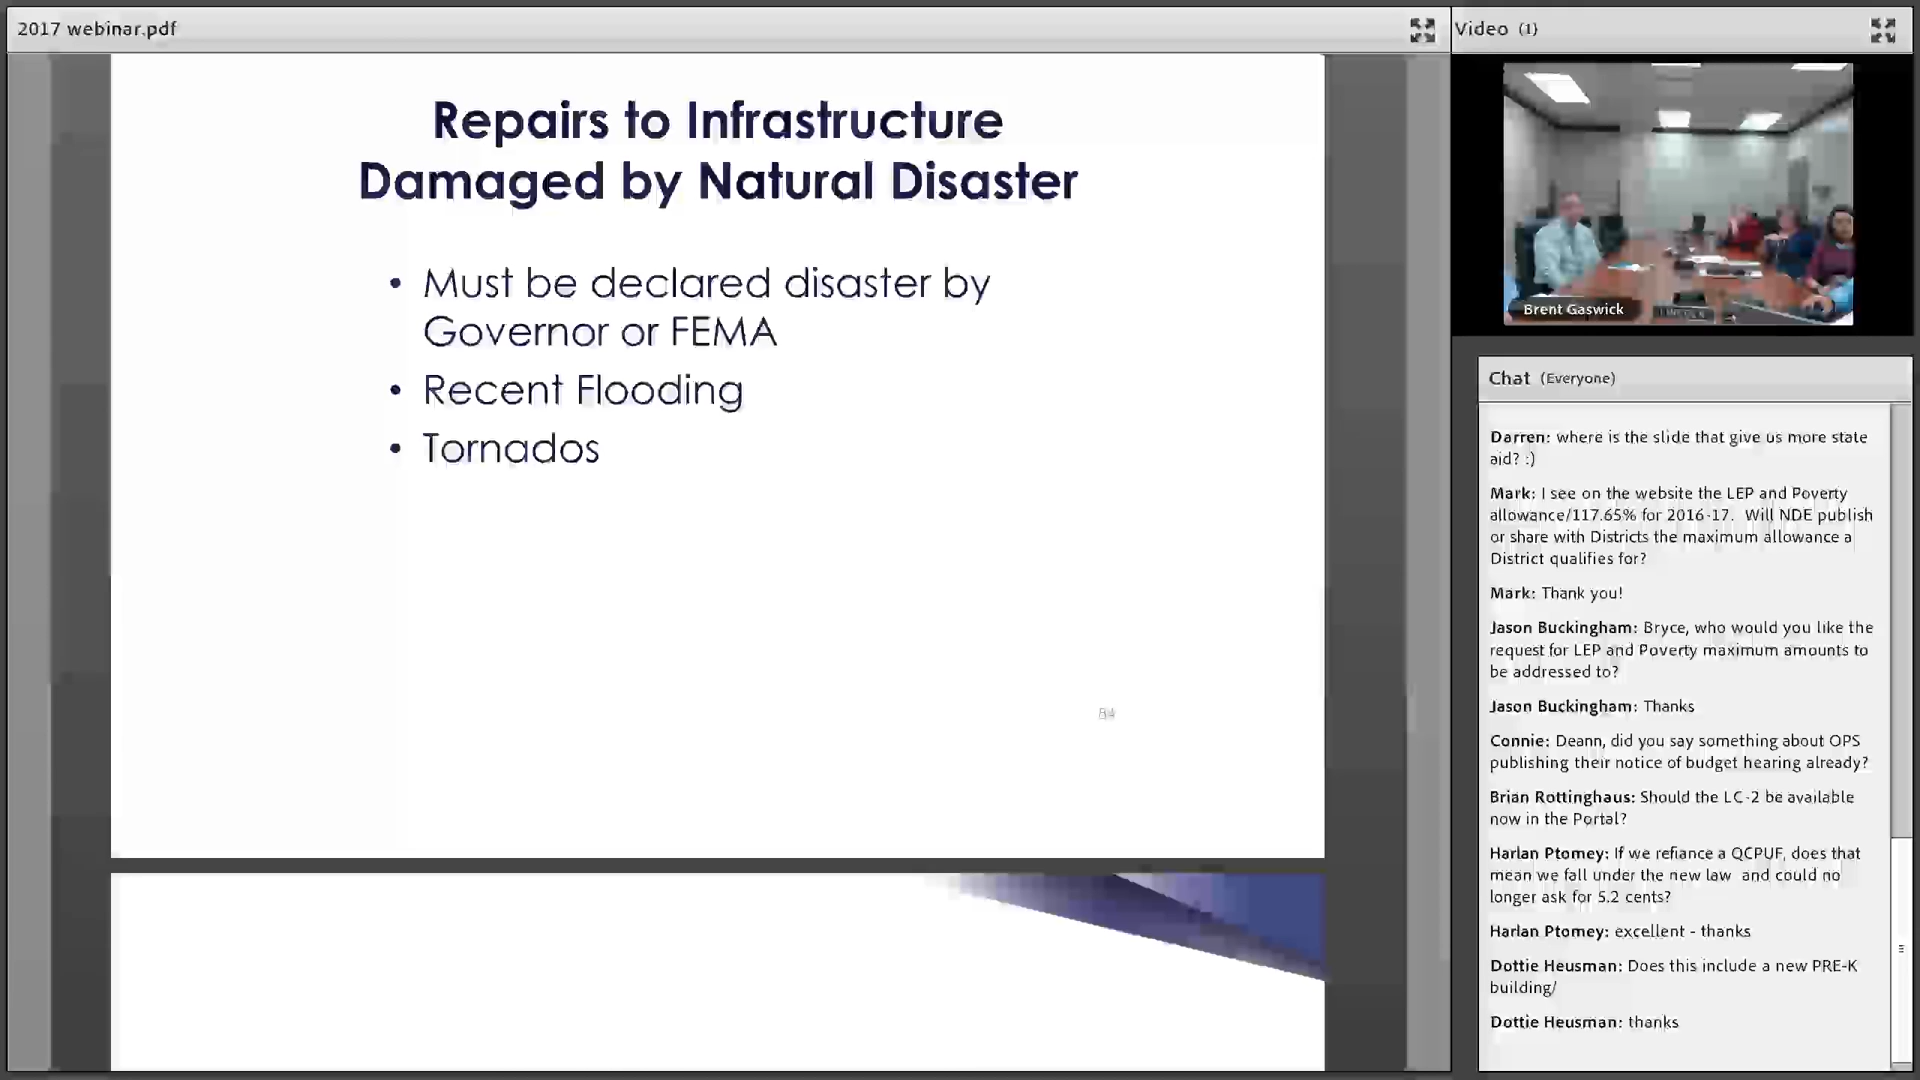 2017 webinar.pdf
Repairs to Infrastructure
Damaged by Natural Disaster
• Must be declared disaster by
Governor or FEMA
• Recent Flooding
• Tornados
Video (1)
Brent Gaswick
Chat (Everyone)
Darren: where is the slide that give us more state
aid? :)
Mark: I see on the website the LEP and Poverty
allowance/117.65% for 2016-17. Will NDE publish
or share with Districts the maximum allowance a
District qualifies for?
Mark: Thank you!
Jason Buckingham: Bryce, who would you like the
request for LEP and Poverty maximum amounts to
be addressed to?
Jason Buckingham: Thanks
Connie: Deann, did you say something about OPS
publishing their notice of budget hearing already?
Brian Rottinghaus: Should the LC-2 be available
now in the Portal?
Harlan Ptomey: If we refiance a QCPUF, does that
mean we fall under the new law and could no
longer ask for 5.2 cents?
Harlan Ptomey: excellent - thanks
Dottie Heusman: Does this include a new PRE-K
building/
Dottie Heusman: thanks